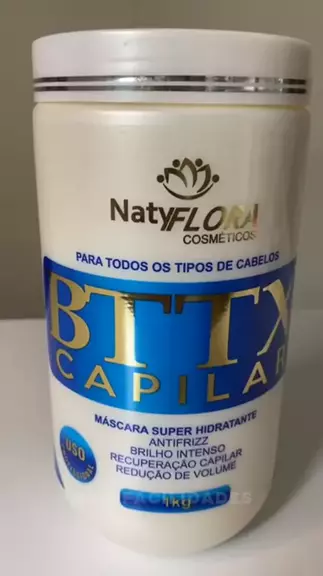 NatyFLORA
COSMÉTICOS
PARA TODOS OS TIPOS DE CABELOS
BTTX
CAPILAR
MÁSCARA SUPER HIDRATANTE
ANTIFRIZZ
BRILHO INTENSO
RECUPERAÇÃO CAPILAR
REDUÇÃO DE VOLUME
USO
1kg